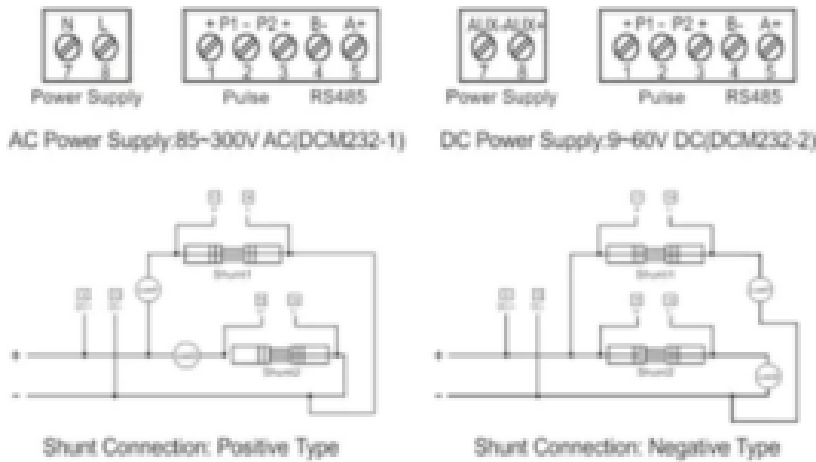 N L
7 8
Power Supply
+ P1 - P2 + B- A+
1 2 3 4 5
Pulse RS485
AUX- AUX+
7 8
Power Supply
+ P1 - P2 + B- A+
1 2 3 4 5
Pulse RS485
AC Power Supply:85~300V AC(DCM232-1)
DC Power Supply:9~60V DC(DCM232-2)
Shunt1
Shunt2
Shunt1
Shunt2
Shunt Connection: Positive Type
Shunt Connection: Negative Type